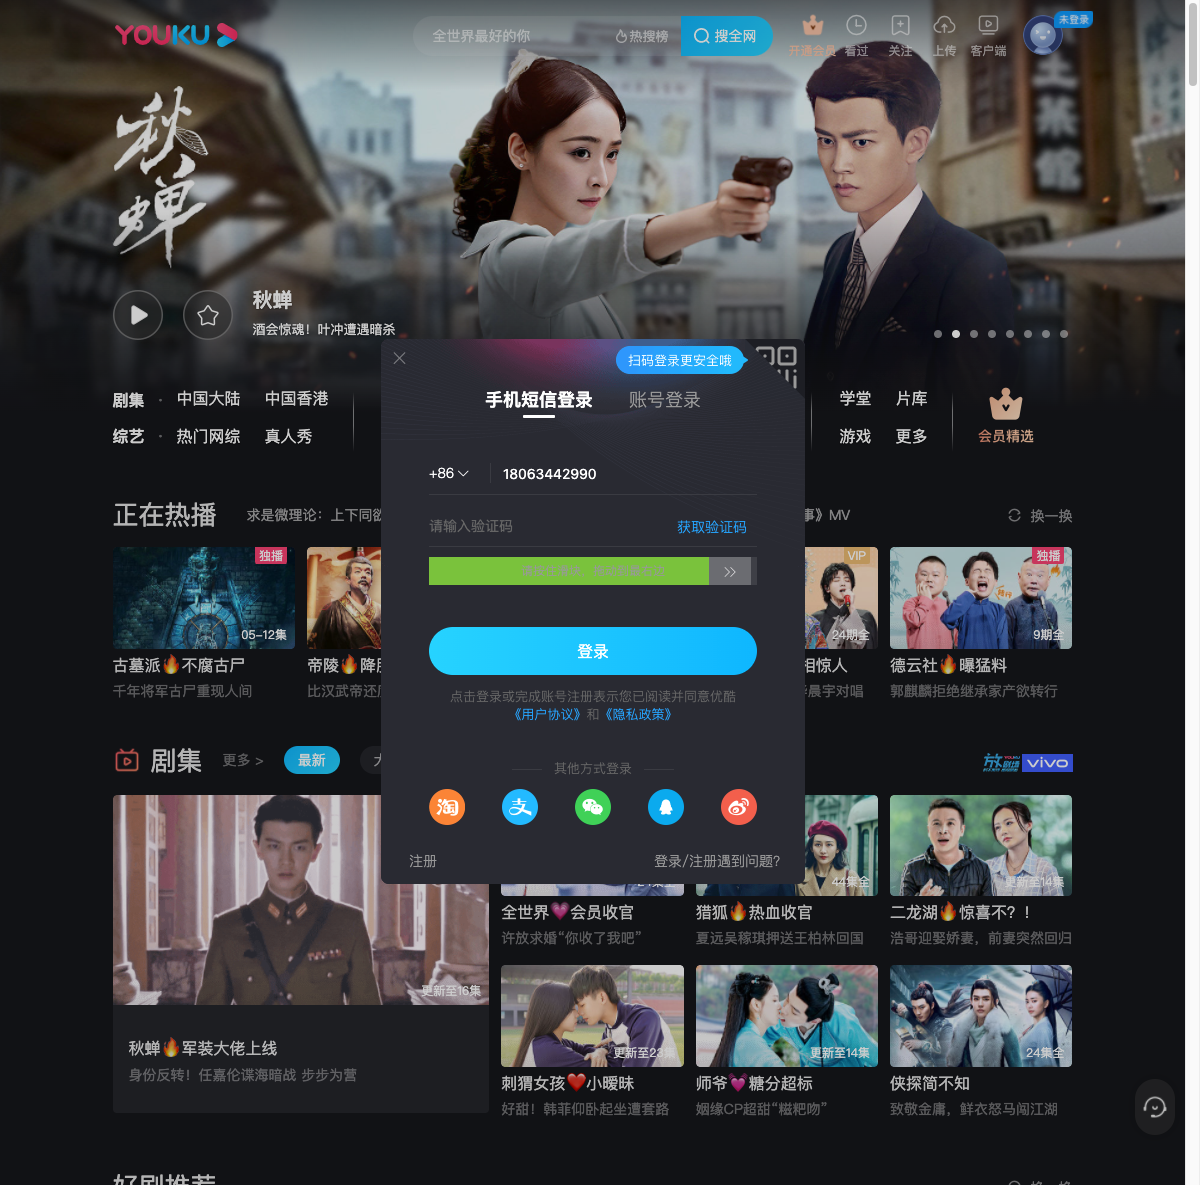 YOUKU
全世界最好的你
热搜榜
搜全网
开通会员
看过
关注
上传
客户端
未登录
秋蝉
秋蝉
酒会惊魂！叶冲遭遇暗杀
扫码登录更安全哦
手机短信登录
账号登录
剧集 · 中国大陆 中国香港
综艺 · 热门网综 真人秀
学堂 片库
游戏 更多
会员精选
+86
18063442990
请输入验证码
获取验证码
正在热播
求是微理论：上下同欲
事》MV
换一换
独播
05-12集
古墓派🔥不腐古尸
千年将军古尸重现人间
VIP
24期全
相惊人
晨宇对唱
独播
9期全
德云社🔥曝猛料
郭麒麟拒绝继承家产欲转行
登录
点击登录或完成账号注册表示您已阅读并同意优酷
《用户协议》和《隐私政策》
其他方式登录
淘
支
注册
登录/注册遇到问题?
剧集
更多 >
最新
vivo
更新至16集
秋蝉🔥军装大佬上线
身份反转！任嘉伦谍海暗战 步步为营
全世界💗会员收官
许放求婚“你收了我吧”
44集全
猎狐🔥热血收官
夏远吴稼琪押送王柏林回国
更新至14集
二龙湖🔥惊喜不？！
浩哥迎娶娇妻，前妻突然回归
更新至23集
刺猬女孩❤️小暧昧
好甜！韩菲仰卧起坐遭套路
更新至14集
师爷💓糖分超标
姻缘CP超甜“糍粑吻”
24集全
侠探简不知
致敬金庸，鲜衣怒马闯江湖
好剧推荐
换一换